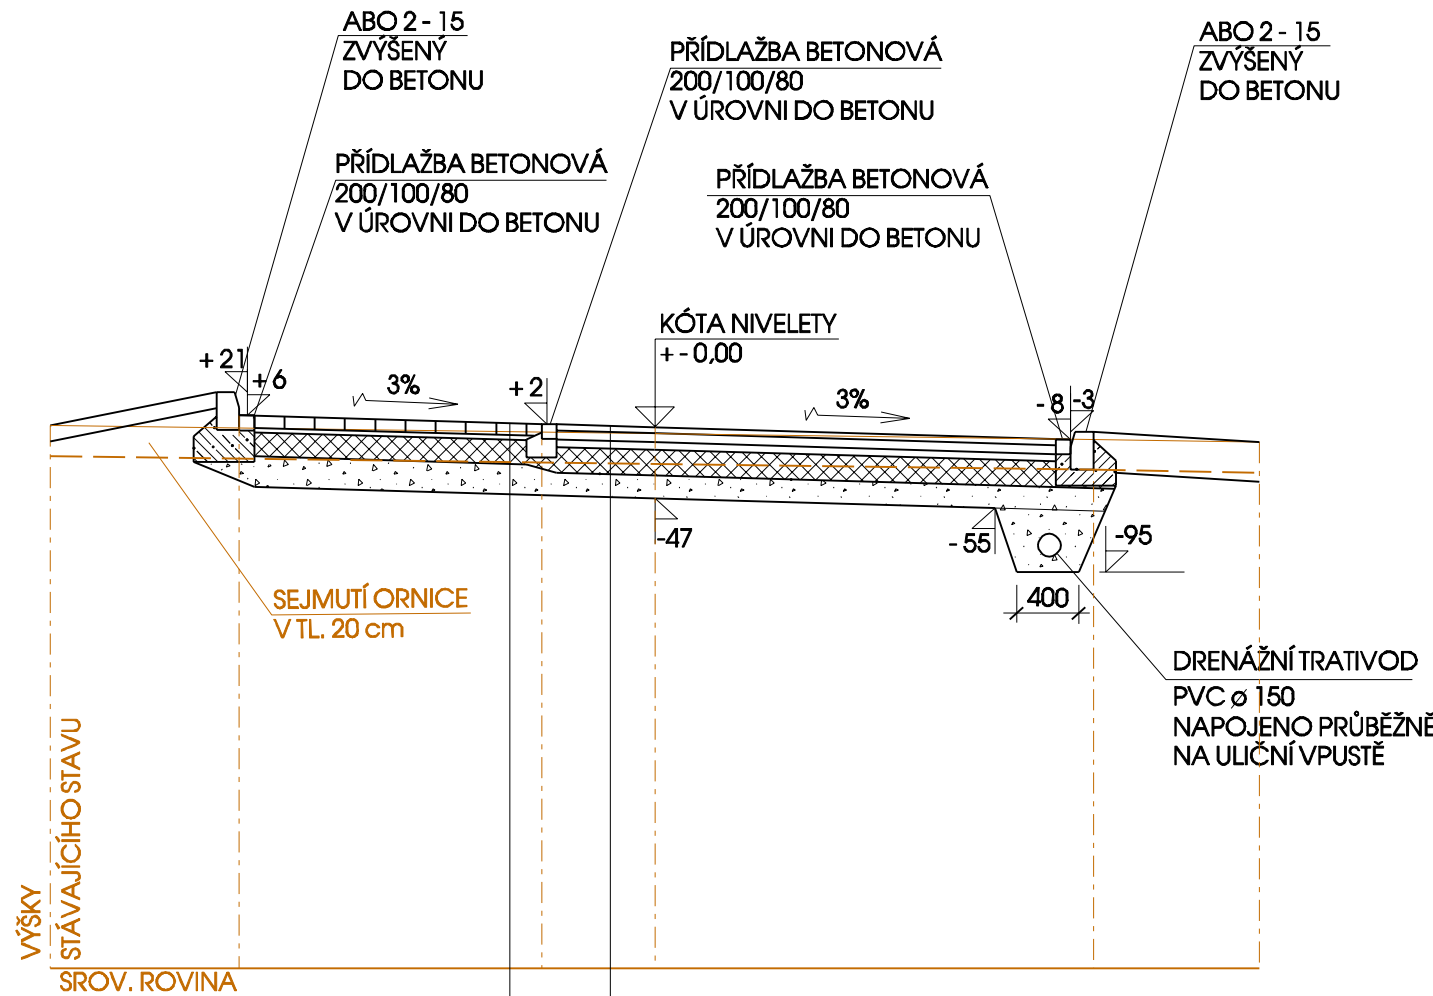 ABO 2 - 15
ZVÝŠENÝ
DO BETONU
PŘÍDLAŽBA BETONOVÁ
200/100/80
V ÚROVNI DO BETONU
ABO 2 - 15
ZVÝŠENÝ
DO BETONU
PŘÍDLAŽBA BETONOVÁ
200/100/80
V ÚROVNI DO BETONU
PŘÍDLAŽBA BETONOVÁ
200/100/80
V ÚROVNI DO BETONU
KÓTA NIVELETY
+ - 0,00
+ 21
+ 6
3%
+ 2
3%
- 8
-3
-47
- 55
-95
400
SEJMUTÍ ORNICE
V TL. 20 cm
DRENÁŽNÍ TRATIVOD
PVC ø 150
NAPOJENO PRŮBĚŽNĚ
NA ULIČNÍ VPUSTĚ
VÝŠKY
STÁVAJÍCÍHO STAVU
SROV. ROVINA